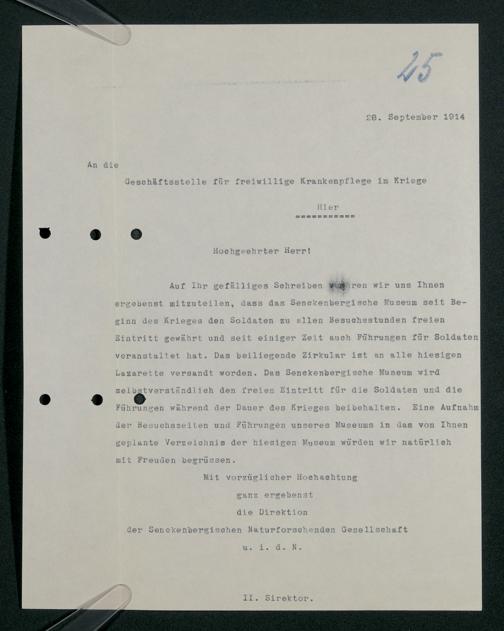 25
28. September 1914
An die
Geschäftsstelle für freiwillige Krankenpflege im Kriege
Hier
Hochgeehrter Herr!
Auf Ihr gefälliges Schreiben ren wir uns Ihnen
ergebenst mitzuteilen, dass das Senckenbergische Museum seit Be-
ginn des Krieges den Soldaten zu allen Besuchsstunden freien
Eintritt gewährt und seit einiger Zeit auch Führungen für Soldaten
veranstaltet hat. Das beiliegende Zirkular ist an alle hiesigen
Lazarette versandt worden. Das Senckenbergische Museum wird
selbstverständlich den freien Eintritt für die Soldaten und die
Führungen während der Dauer des Krieges beibehalten. Eine Aufnahm
der Besuchszeiten und Führungen unseres Museums in das von Ihnen
geplante Verzeichnis der hiesigen Museum würden wir natürlich
mit Freuden begrüssen.
Mit vorzüglicher Hochachtung
ganz ergebenst
die Direktion
der Senckenbergischen Naturforschenden Gesellschaft
u. i. d. N.
II. Sirektor.